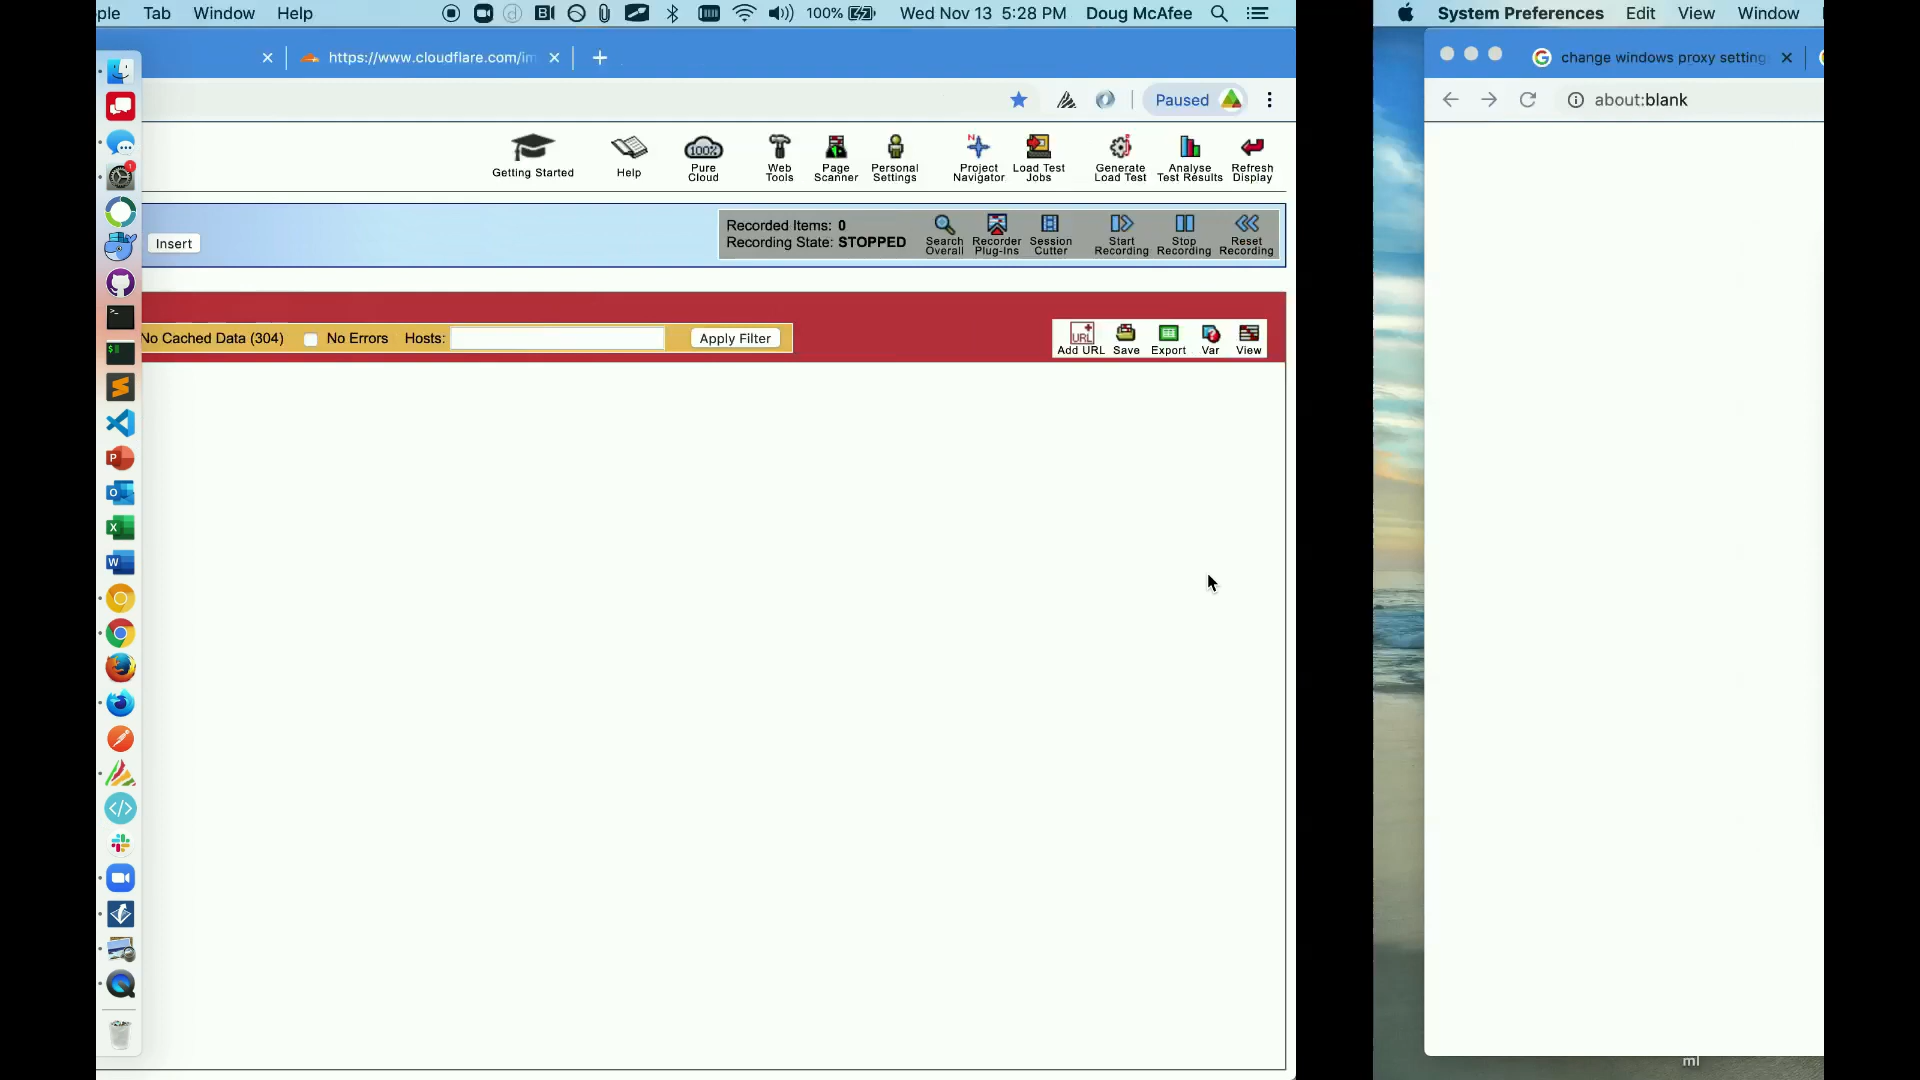 ople Tab Window Help 100% Wed Nov 13 5:28 PM Doug McAfee
System Preferences Edit View Window
https://www.cloudflare.com/im
change windows proxy setting
Paused
about:blank
Getting Started Help Pure Cloud Web Tools Page Scanner Personal Settings Project Navigator Load Test Jobs Generate Load Test Analyse Test Results Refresh Display
100%
Insert
Recorded Items: 0
Recording State: STOPPED
Search Overall Recorder Plug-Ins Session Cutter Start Recording Stop Recording Reset Recording
No Cached Data (304) No Errors Hosts: Apply Filter
URL
Add URL Save Export Var View
ml